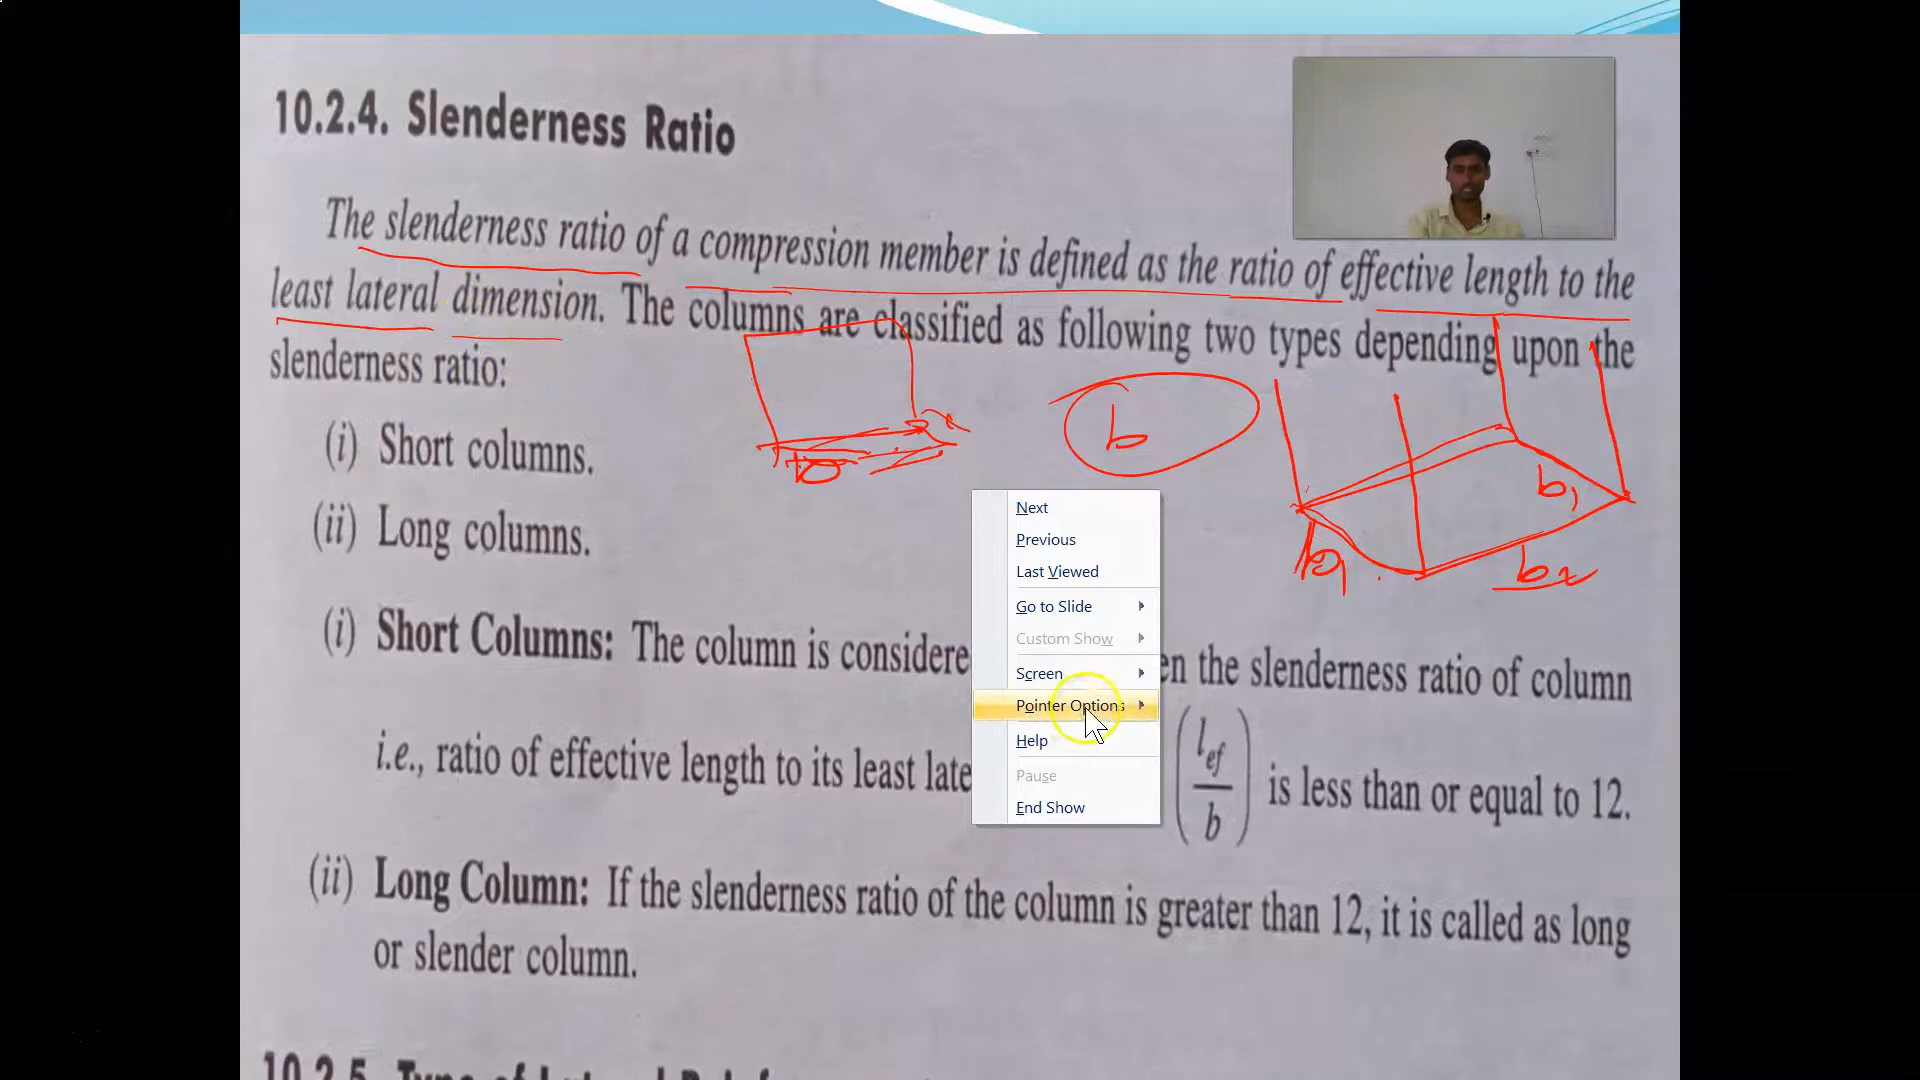 10.2.4. Slenderness Ratio
The slenderness ratio of a compression member is defined as the ratio of effective length to the
least lateral dimension. The columns are classified as following two types depending upon the
slenderness ratio:
(i) Short columns.
(ii) Long columns.
b
b
b1
b1
b2
Next
Previous
Last Viewed
Go to Slide
Custom Show
Screen
Pointer Options
Help
Pause
End Show
(i) Short Columns: The column is considere en the slenderness ratio of column
i.e., ratio of effective length to its least late (lef/b) is less than or equal to 12.
(ii) Long Column: If the slenderness ratio of the column is greater than 12, it is called as long
or slender column.